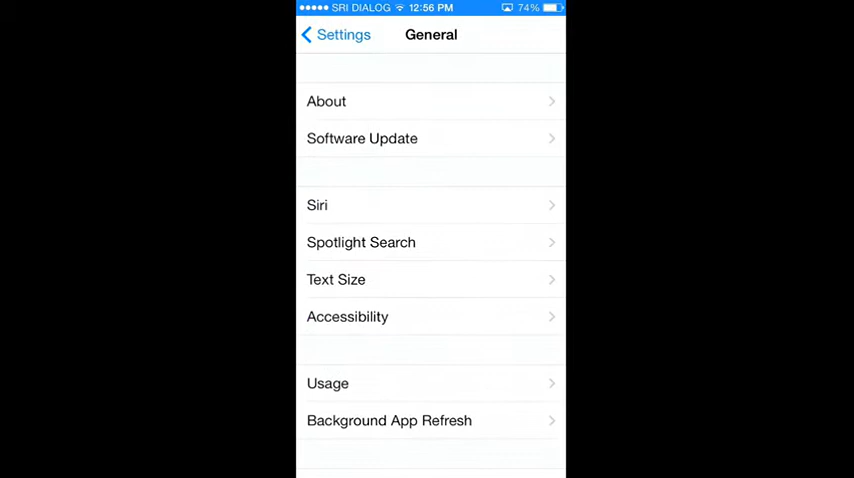 SRI DIALOG 12:56 PM 74%
Settings General
About
Software Update
Siri
Spotlight Search
Text Size
Accessibility
Usage
Background App Refresh